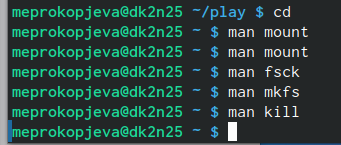 meprokopjeva@dk2n25 ~/play $ cd
meprokopjeva@dk2n25 ~ $ man mount
meprokopjeva@dk2n25 ~ $ man mount
meprokopjeva@dk2n25 ~ $ man fsck
meprokopjeva@dk2n25 ~ $ man mkfs
meprokopjeva@dk2n25 ~ $ man kill
meprokopjeva@dk2n25 ~ $